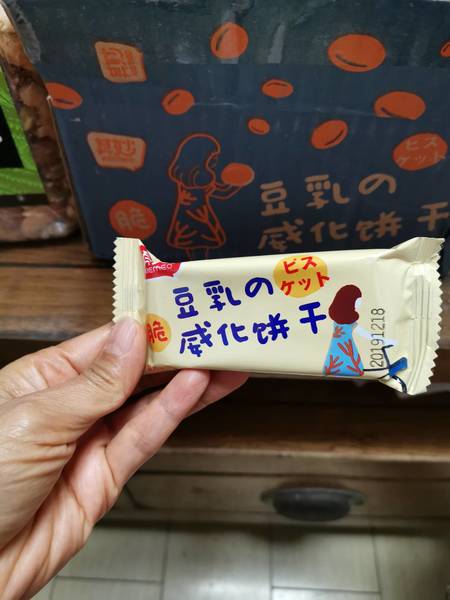 脆
豆乳の
威化饼干
ビス
ケット
脆
豆乳の
威化饼干
ビス
ケット
20191218